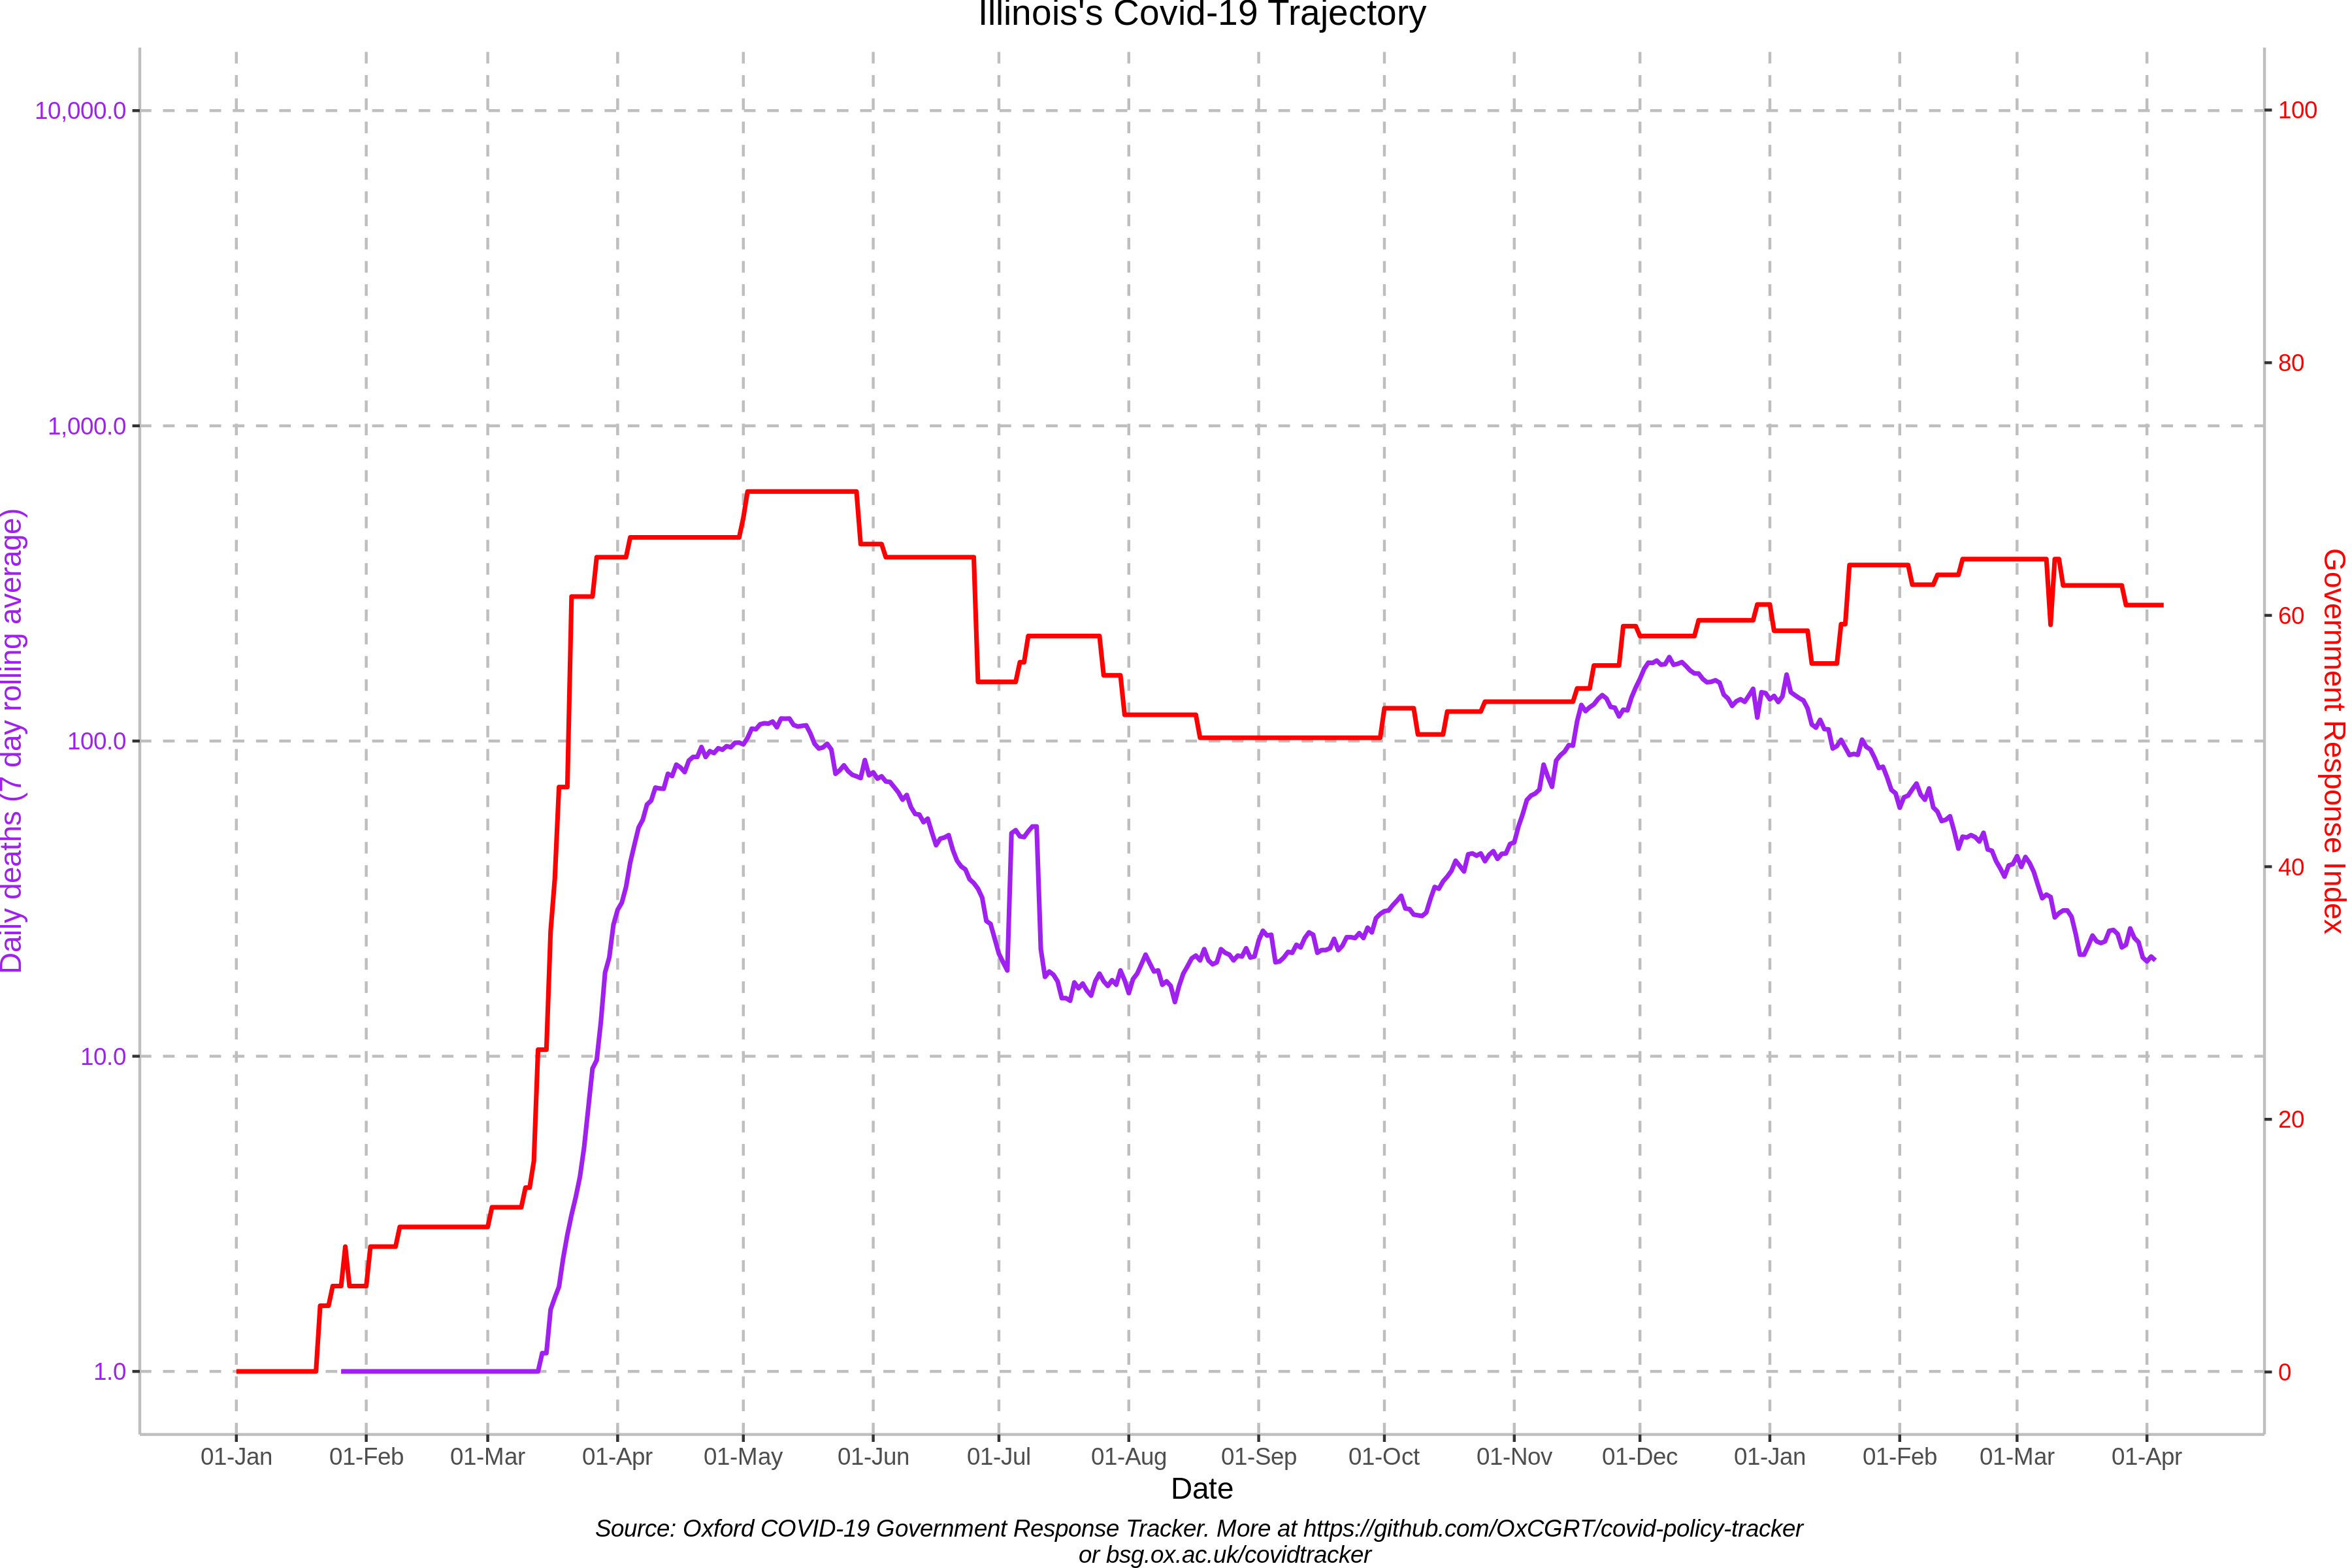 Illinois's Covid-19 Trajectory
10,000.0
1,000.0
100.0
10.0
1.0
Daily deaths (7 day rolling average)
100
80
60
40
20
0
Government Response Index
01-Jan 01-Feb 01-Mar 01-Apr 01-May 01-Jun 01-Jul 01-Aug 01-Sep 01-Oct 01-Nov 01-Dec 01-Jan 01-Feb 01-Mar 01-Apr
Date
Source: Oxford COVID-19 Government Response Tracker. More at https://github.com/OxCGRT/covid-policy-tracker
or bsg.ox.ac.uk/covidtracker